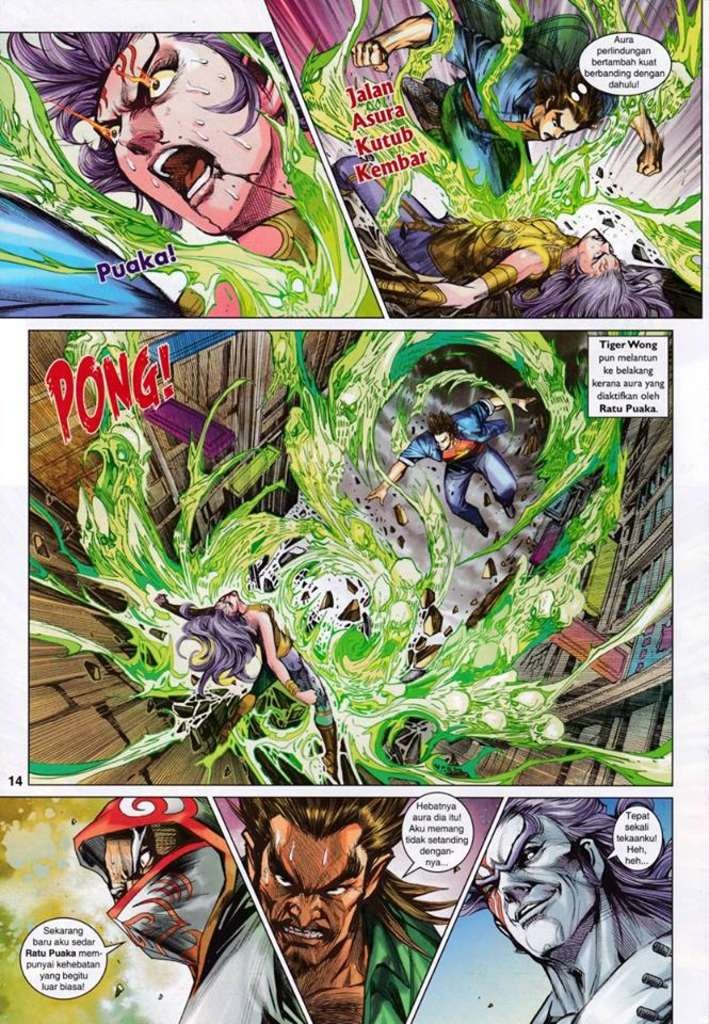 Puaka!
Jalan
Asura
Kutub
Kembar
Aura
perlindungan
bertambah kuat
berbanding dengan
dahulu!
PONG!
Tiger Wong
pun melantun
ke belakang
kerana aura yang
diaktifkan oleh
Ratu Puaka.
14
Sekarang
baru aku sedar
Ratu Puaka mem-
punyai kehebatan
yang begitu
luar biasa!
Hebatnya
aura dia itu!
Aku memang
tidak setanding
dengan-
nya...
Tepat
sekali
tekaanku!
Heh,
heh...